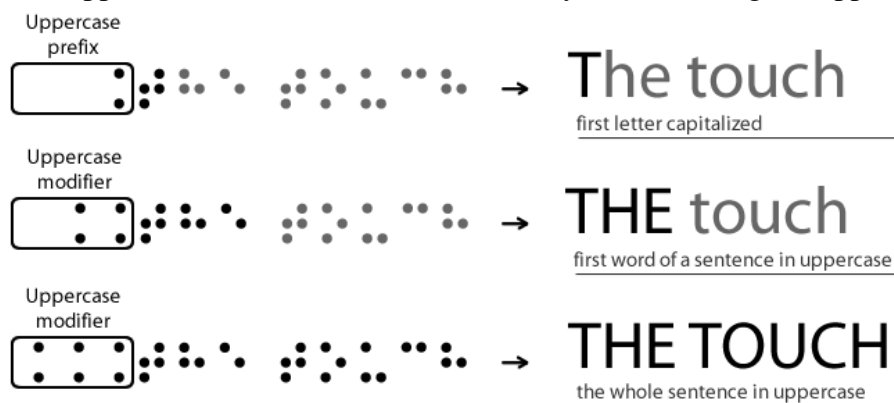 Uppercase
prefix
The touch
first letter capitalized
Uppercase
modifier
THE touch
first word of a sentence in uppercase
Uppercase
modifier
THE TOUCH
the whole sentence in uppercase